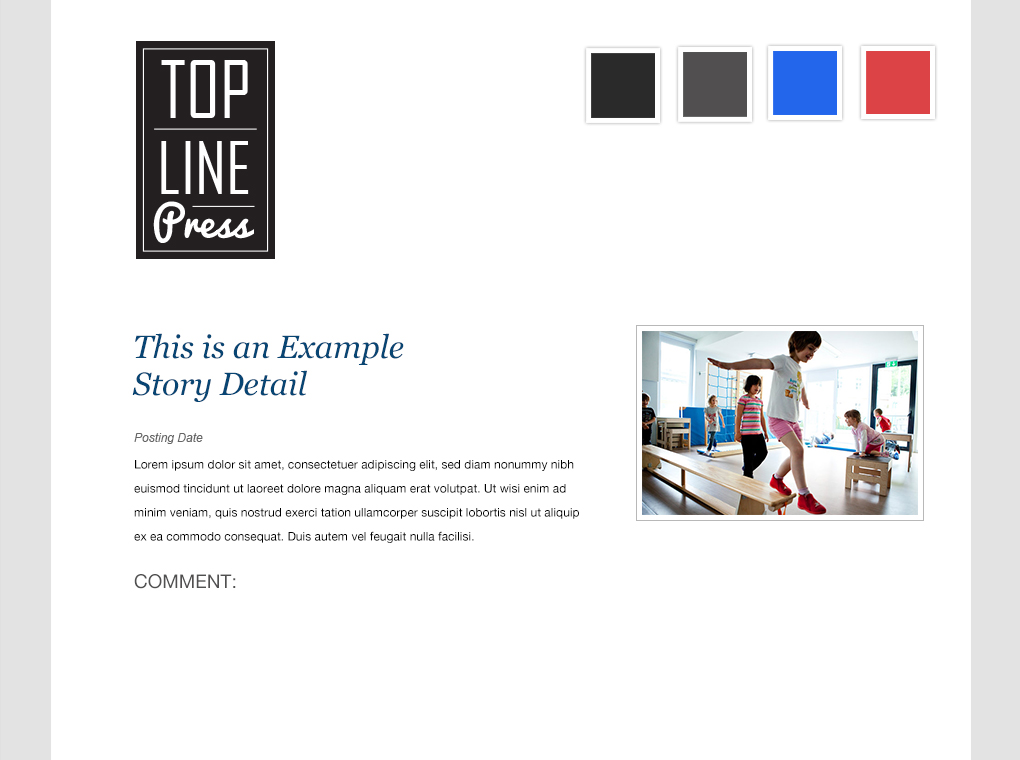 TOP
LINE
Press
This is an Example
Story Detail
Posting Date
Lorem ipsum dolor sit amet, consectetuer adipiscing elit, sed diam nonummy nibh
euismod tincidunt ut laoreet dolore magna aliquam erat volutpat. Ut wisi enim ad
minim veniam, quis nostrud exerci tation ullamcorper suscipit lobortis nisl ut aliquip
ex ea commodo consequat. Duis autem vel feugait nulla facilisi.
COMMENT: